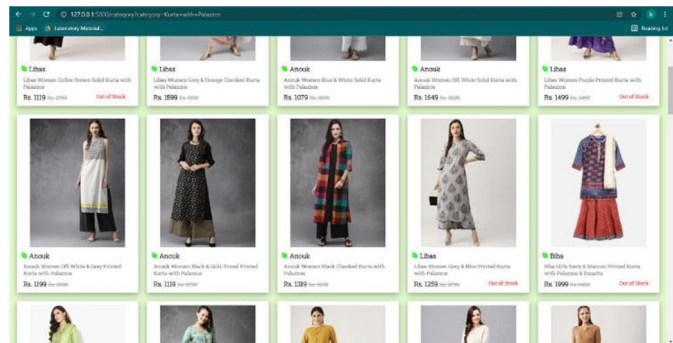 127.0.0.1:5000/category?category=Kurta+with+Palazzos
Apps
Laboratory Material...
Reading list
Libas
Libas Women Coffee Brown Solid Kurta with
Palazzos
Rs. 1119
Out of Stock
Libas
Libas Women Grey & Orange Checked Kurta
with Palazzos
Rs. 1599
Anouk
Anouk Women Blue & White Solid Kurta
with Palazzos
Rs. 1079
Anouk
Anouk Women Off-White Solid Kurta with
Palazzos
Rs. 1649
Libas
Libas Women Purple Printed Kurta with
Palazzos
Rs. 1499
Out of Stock
Anouk
Anouk Women Off-White & Grey Printed
Kurta with Palazzos
Rs. 1199
Anouk
Anouk Women Black & Gold-Toned Printed
Kurta with Palazzos
Rs. 1119
Anouk
Anouk Women Black Checked Kurta with
Palazzos
Rs. 1319
Libas
Libas Women Grey & Blue Printed Kurta
with Palazzos
Rs. 1259
Out of Stock
Biba
Biba Girls Navy & Maroon Printed Kurta
with Palazzos & Dupatta
Rs. 1999
Out of Stock